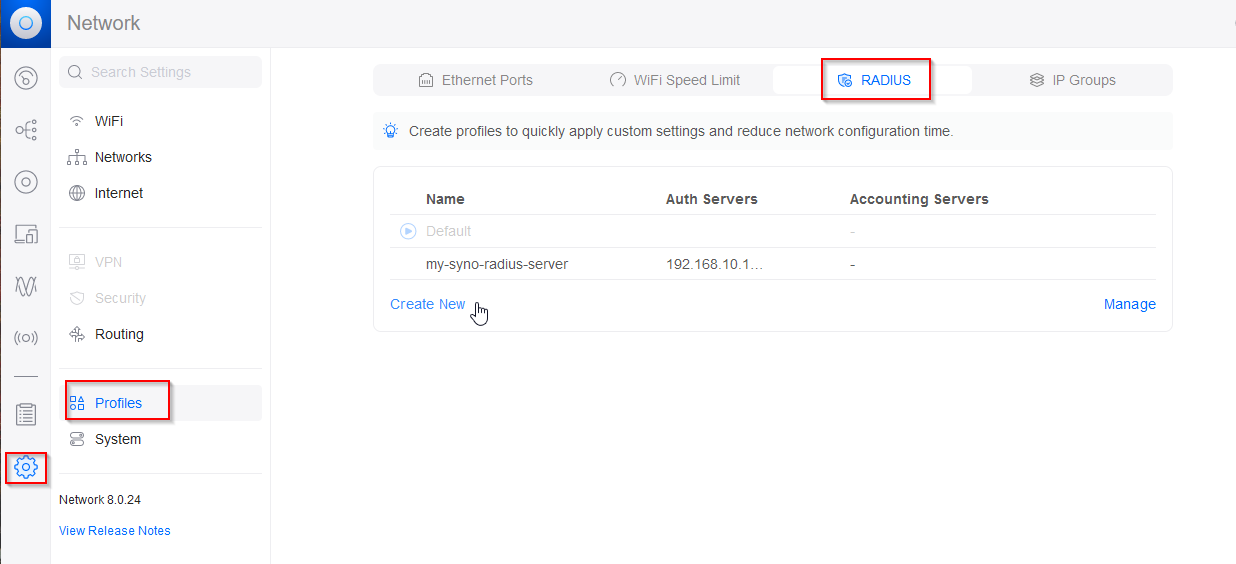 Network
Search Settings
WiFi
Networks
Internet
VPN
Security
Routing
Profiles
System
Network 8.0.24
View Release Notes
Ethernet Ports WiFi Speed Limit RADIUS IP Groups
Create profiles to quickly apply custom settings and reduce network configuration time.
Name Auth Servers Accounting Servers
Default -
my-syno-radius-server 192.168.10.1... -
Create New Manage